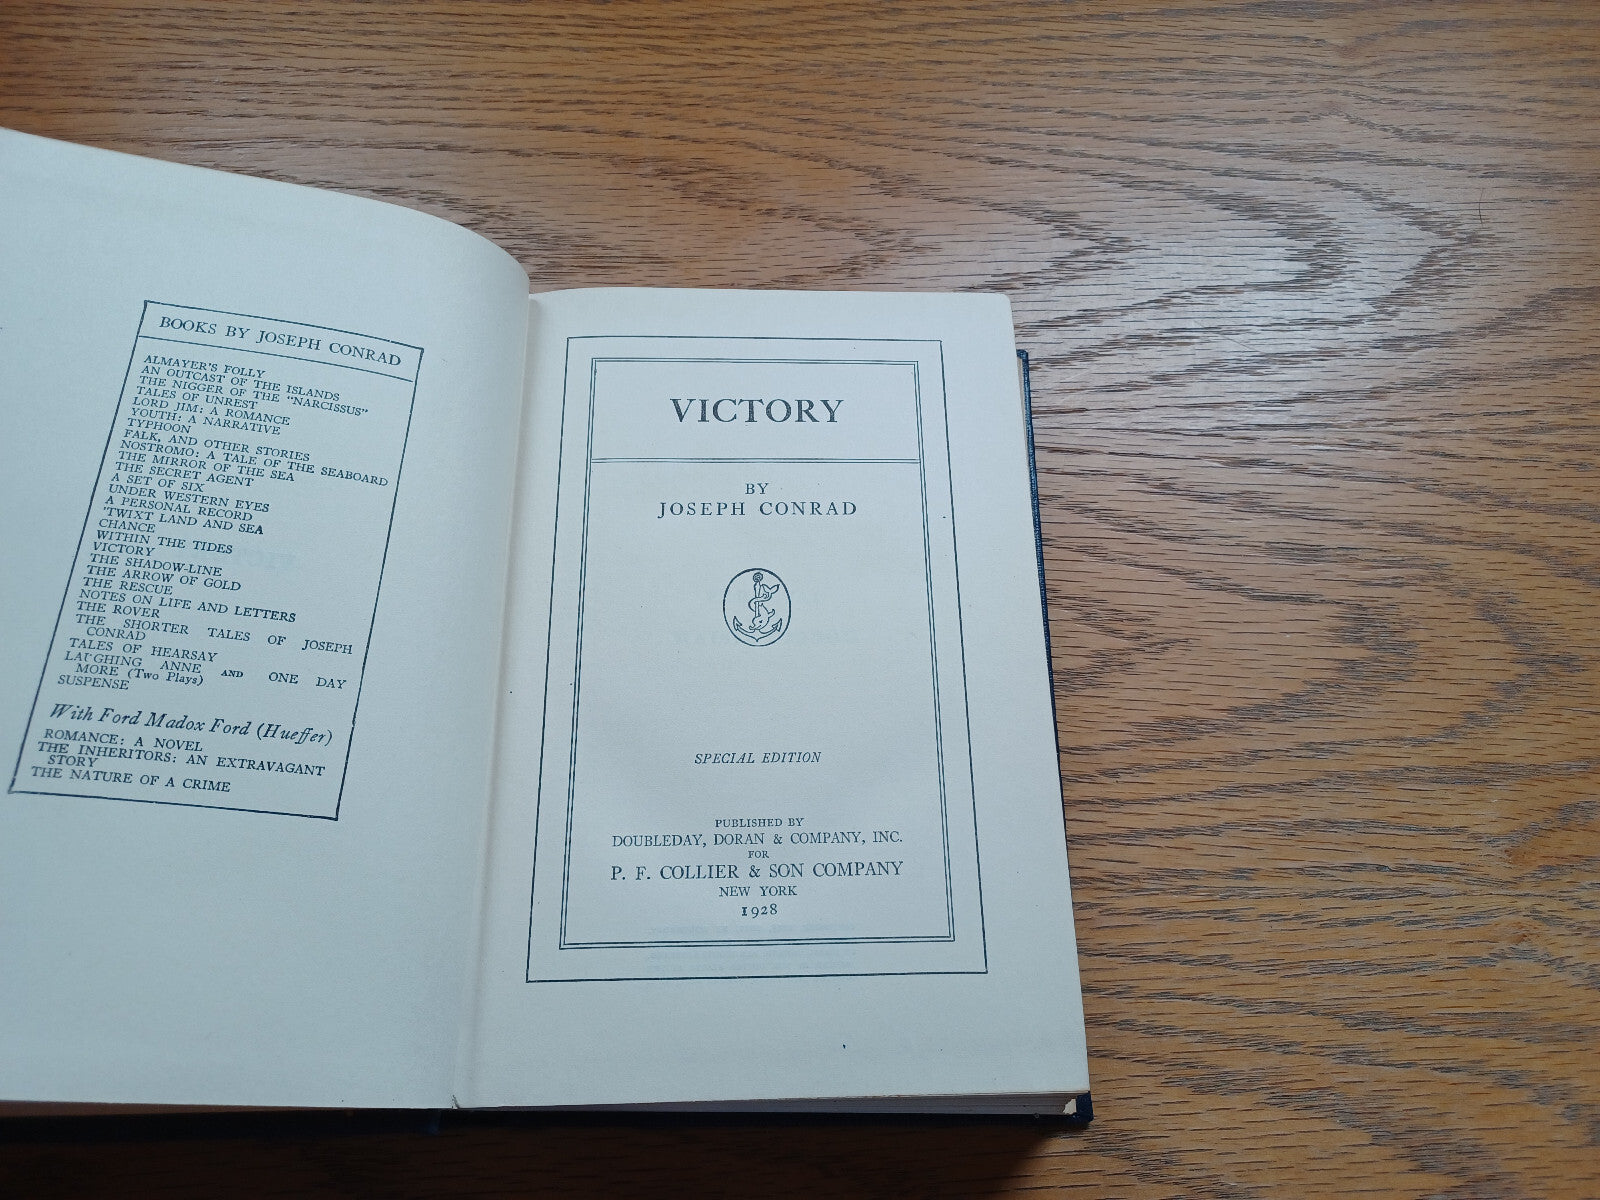 BOOKS BY JOSEPH CONRAD
ALMAYER'S FOLLY
AN OUTCAST OF THE ISLANDS
THE NIGGER OF THE "NARCISSUS"
TALES OF UNREST
LORD JIM: A ROMANCE
YOUTH: A NARRATIVE
TYPHOON
FALK, AND OTHER STORIES
NOSTROMO: A TALE OF THE SEABOARD
THE MIRROR OF THE SEA
THE SECRET AGENT
A SET OF SIX
UNDER WESTERN EYES
A PERSONAL RECORD
'TWIXT LAND AND SEA
CHANCE
WITHIN THE TIDES
VICTORY
THE SHADOW-LINE
THE ARROW OF GOLD
THE RESCUE
NOTES ON LIFE AND LETTERS
THE ROVER
THE SHORTER TALES OF JOSEPH
CONRAD
TALES OF HEARSAY
LAUGHING ANNE AND ONE DAY
MORE (Two Plays)
SUSPENSE
With Ford Madox Ford (Hueffer)
ROMANCE: A NOVEL
THE INHERITORS: AN EXTRAVAGANT
STORY
THE NATURE OF A CRIME
VICTORY
BY
JOSEPH CONRAD
SPECIAL EDITION
PUBLISHED BY
DOUBLEDAY, DORAN & COMPANY, INC.
FOR
P. F. COLLIER & SON COMPANY
NEW YORK
1928